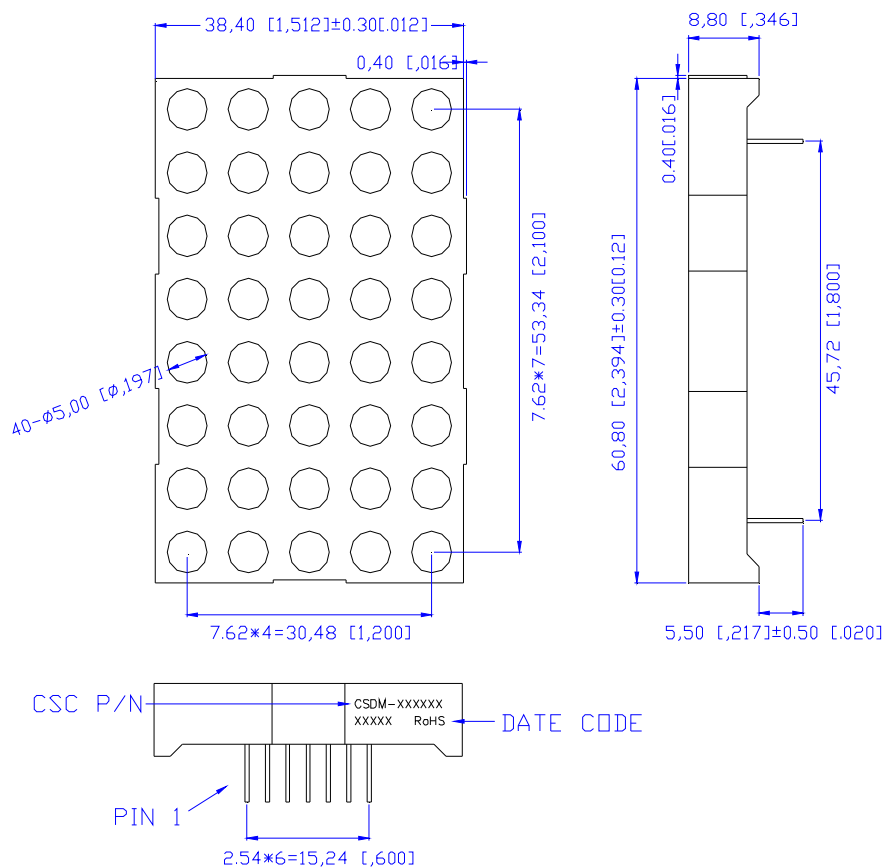 38,40 [1,512]±0.30[.012]
8,80 [,346]
0,40 [,016]
0.40[.016]
7.62*7=53,34 [2,100]
60,80 [2,394]±0.30[0.12]
45,72 [1,800]
40-ø5,00 [ø,197]
7.62*4=30,48 [1,200]
5,50 [,217]±0.50 [.020]
CSC P/N
CSDM-XXXXXX
XXXXX RoHS
DATE CODE
PIN 1
2.54*6=15,24 [,600]